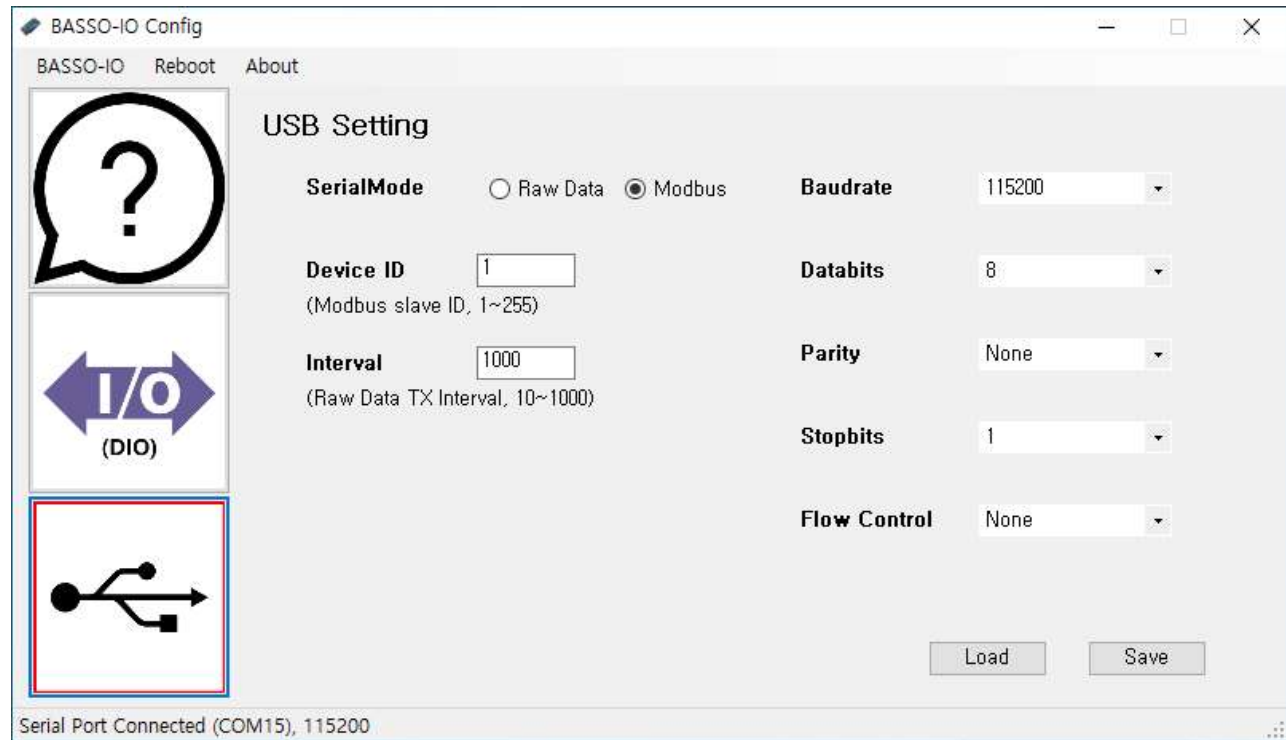 BASSO-IO Config
BASSO-IO Reboot About
?
I/O
(DIO)
USB Setting
SerialMode Raw Data Modbus
Device ID 1
(Modbus slave ID, 1~255)
Interval 1000
(Raw Data TX Interval, 10~1000)
Baudrate 115200
Databits 8
Parity None
Stopbits 1
Flow Control None
Load Save
Serial Port Connected (COM15), 115200